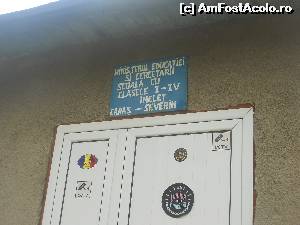 (c) AmFostAcolo.ro
MINISTERUL EDUCAȚIEI
ȘI CERCETĂRII
ȘCOALA CU
CLASELE I-IV
INELEȚ
CARAȘ - SEVERIN